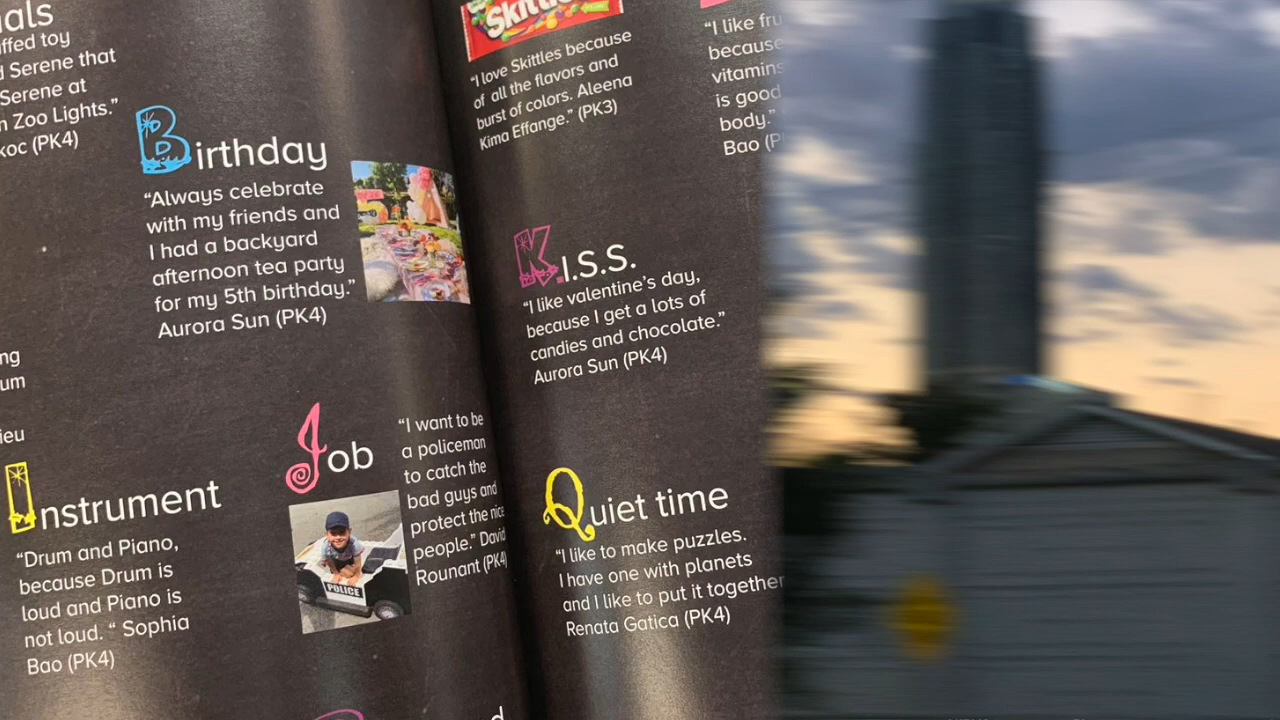 als
ffed toy
Serene that
Serene at
Zoo Lights.”
koc (PK4)
Birthday
“Always celebrate
with my friends and
I had a backyard
afternoon tea party
for my 5th birthday.”
Aurora Sun (PK4)
ng
um
ieu
Instrument
“Drum and Piano,
because Drum is
loud and Piano is
not loud. “ Sophia
Bao (PK4)
Job
“I want to be
a policeman
to catch the
bad guys and
protect the nice
people.” David
Rounant (PK4)
POLICE
Skittles
“I love Skittles because
of all the flavors and
burst of colors. Aleena
Kima Effange.” (PK3)
“I like fru
because
vitamins
is good
body.”
Bao (P
K.I.S.S.
“I like valentine’s day,
because I get a lots of
candies and chocolate.”
Aurora Sun (PK4)
Quiet time
“I like to make puzzles.
I have one with planets
and I like to put it together
Renata Gatica (PK4)